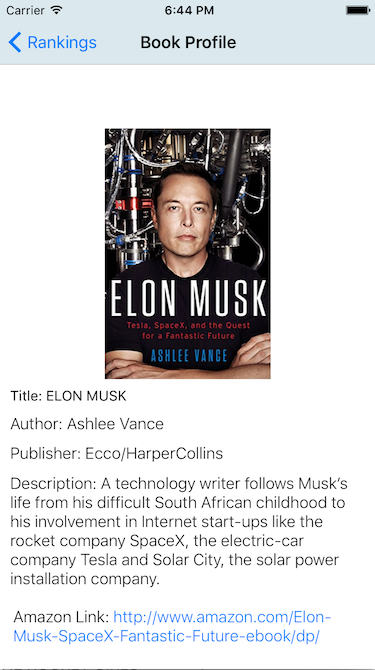 Carrier 6:44 PM
Rankings Book Profile
ELON MUSK
Tesla, SpaceX, and the Quest
for a Fantastic Future
ASHLEE VANCE
Title: ELON MUSK
Author: Ashlee Vance
Publisher: Ecco/HarperCollins
Description: A technology writer follows Musk’s
life from his difficult South African childhood to
his involvement in Internet start-ups like the
rocket company SpaceX, the electric-car
company Tesla and Solar City, the solar power
installation company.
Amazon Link: http://www.amazon.com/Elon-
Musk-SpaceX-Fantastic-Future-ebook/dp/